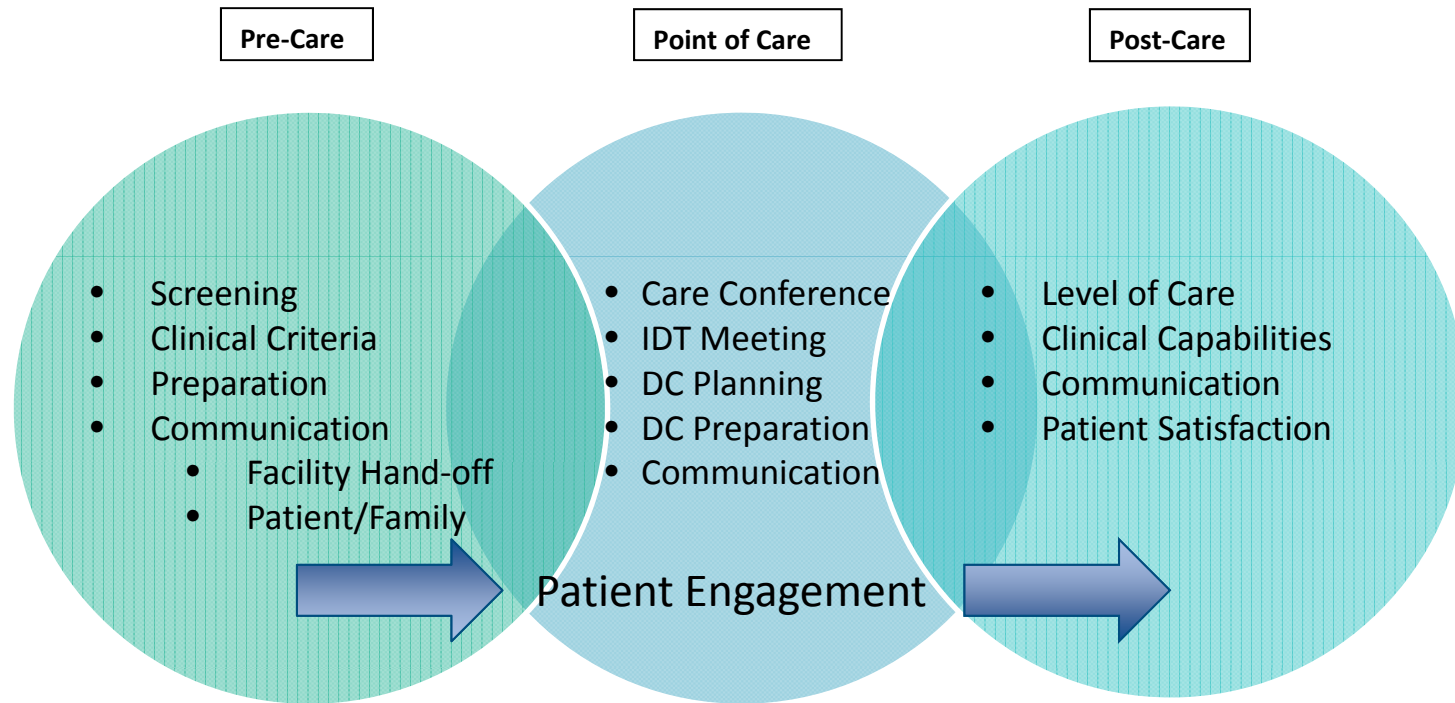 Pre-Care
Point of Care
Post-Care
• Screening
• Clinical Criteria
• Preparation
• Communication
• Facility Hand-off
• Patient/Family
• Care Conference
• IDT Meeting
• DC Planning
• DC Preparation
• Communication
• Level of Care
• Clinical Capabilities
• Communication
• Patient Satisfaction
Patient Engagement